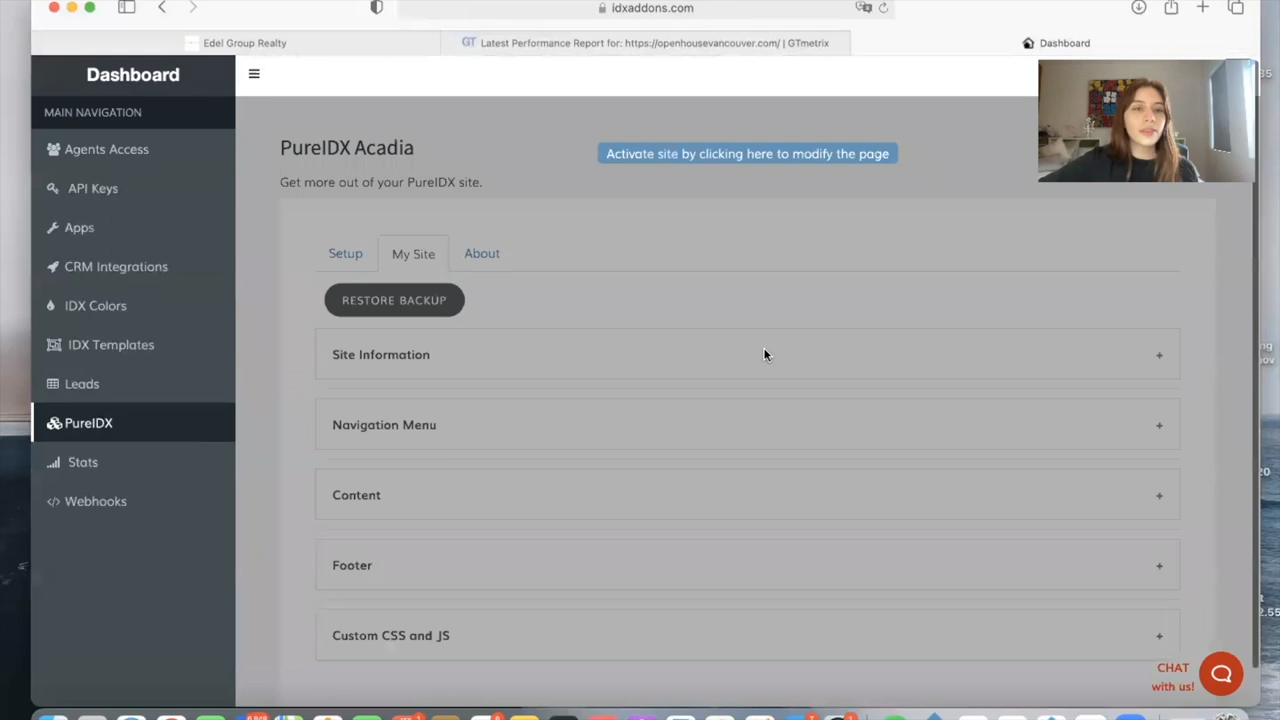 idxaddons.com
Edel Group Realty
GT Latest Performance Report for: https://openhousevancouver.com/ | GTmetrix
Dashboard
Dashboard
MAIN NAVIGATION
Agents Access
API Keys
Apps
CRM Integrations
IDX Colors
IDX Templates
Leads
PureIDX
Stats
Webhooks
PureIDX Acadia
Activate site by clicking here to modify the page
Get more out of your PureIDX site.
Setup
My Site
About
RESTORE BACKUP
Site Information
+
Navigation Menu
+
Content
+
Footer
+
Custom CSS and JS
+
CHAT
with us!